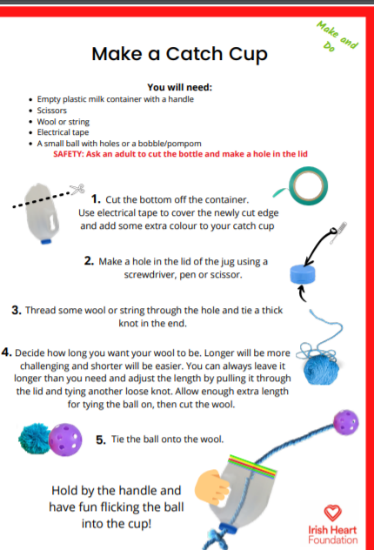 Make and
Do
Make a Catch Cup
You will need:
• Empty plastic milk container with a handle
• Scissors
• Wool or string
• Electrical tape
• A small ball with holes or a bobble/pompom
SAFETY: Ask an adult to cut the bottle and make a hole in the lid
1. Cut the bottom off the container.
Use electrical tape to cover the newly cut edge
and add some extra colour to your catch cup
2. Make a hole in the lid of the jug using a
screwdriver, pen or scissor.
3. Thread some wool or string through the hole and tie a thick
knot in the end.
4. Decide how long you want your wool to be. Longer will be more
challenging and shorter will be easier. You can always leave it
longer than you need and adjust the length by pulling it through
the lid and tying another loose knot. Allow enough extra length
for tying the ball on, then cut the wool.
5. Tie the ball onto the wool.
Hold by the handle and
have fun flicking the ball
into the cup!
Irish Heart
Foundation